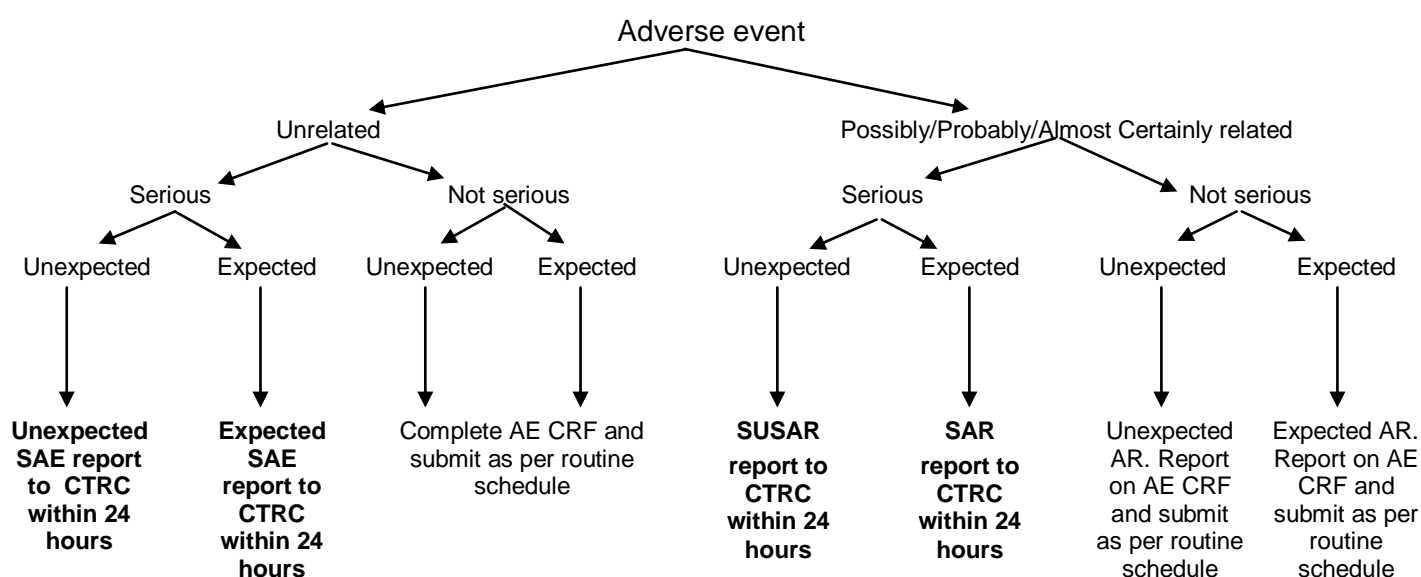 Adverse event
Unrelated
Possibly/Probably/Almost Certainly related
Serious
Not serious
Serious
Not serious
Unexpected
Expected
Unexpected
Expected
Unexpected
Expected
Unexpected
Expected
Unexpected
SAE report
to CTRC
within 24
hours
Expected
SAE
report to
CTRC
within 24
hours
Complete AE CRF and
submit as per routine
schedule
SUSAR
report to
CTRC
within 24
hours
SAR
report to
CTRC
within 24
hours
Unexpected
AR. Report
on AE CRF
and submit
as per routine
schedule
Expected AR.
Report on AE
CRF and
submit as per
routine
schedule